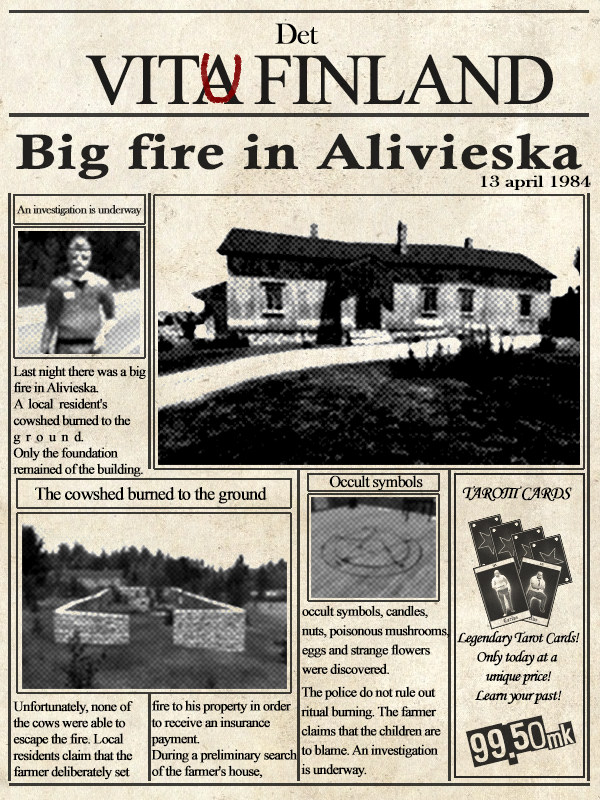 Det
VITA FINLAND
U
Big fire in Alivieska
13 april 1984
An investigation is underway
Last night there was a big
fire in Alivieska.
A local resident's
cowshed burned to the
ground.
Only the foundation
remained of the building.
The cowshed burned to the ground
Unfortunately, none of
the cows were able to
escape the fire. Local
residents claim that the
farmer deliberately set
fire to his property in order
to receive an insurance
payment.
During a preliminary search
of the farmer's house,
Occult symbols
occult symbols, candles,
nuts, poisonous mushrooms,
eggs and strange flowers
were discovered.
The police do not rule out
ritual burning. The farmer
claims that the children are
to blame. An investigation
is underway.
TAROTTI CARDS
Legendary Tarot Cards!
Only today at a
unique price!
Learn your past!
99.50mk